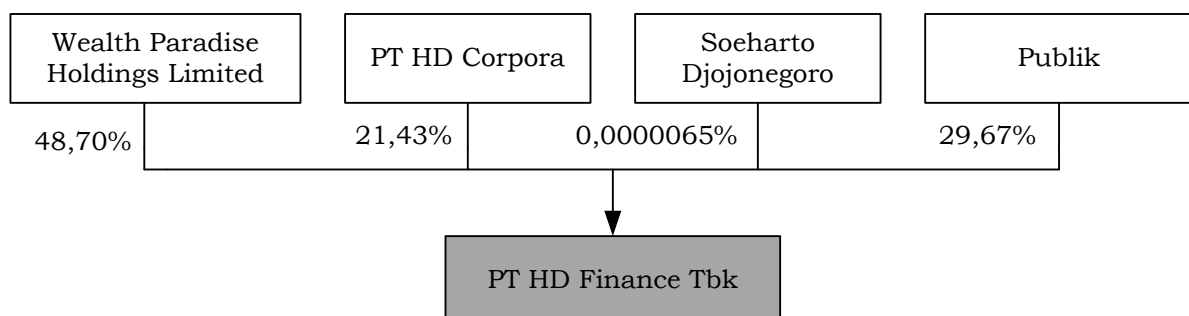 Wealth Paradise
Holdings Limited
PT HD Corpora
Soeharto
Djojonegoro
Publik
48,70%
21,43%
0,0000065%
29,67%
PT HD Finance Tbk